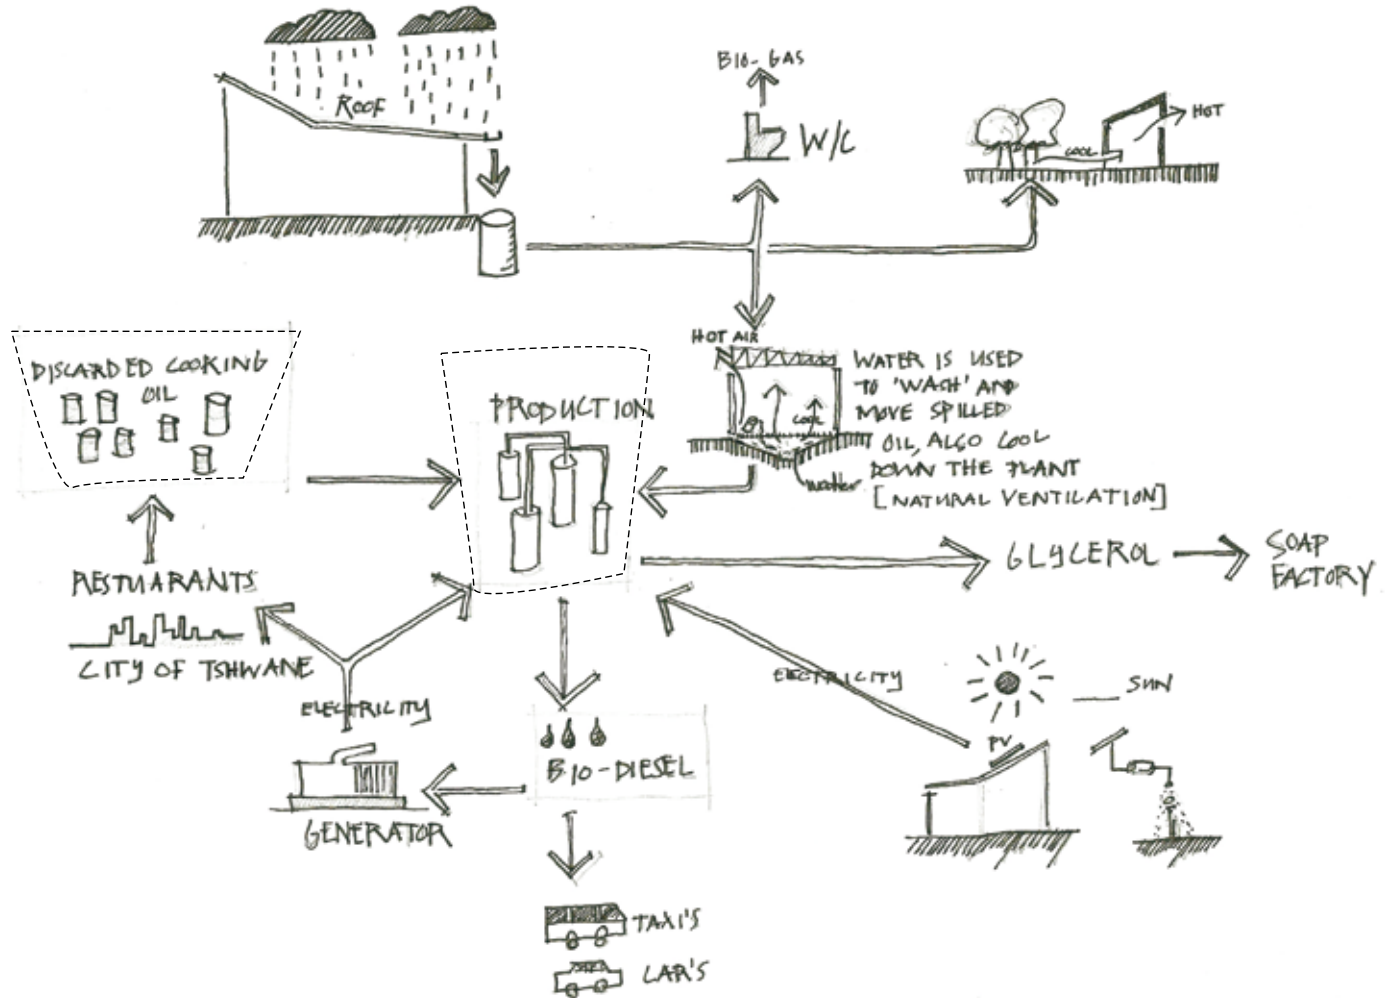 ROOF
BIO-GAS
W/C
COOL
HOT
DISCARDED COOKING
OIL
PRODUCTION
HOT AIR
COOL
water
WATER IS USED
TO 'WASH' AND
MOVE SPILLED
OIL, ALSO COOL
DOWN THE PLANT
[NATURAL VENTILATION]
GLYCEROL
SOAP
FACTORY
RESTUARANTS
CITY OF TSHWANE
ELECTRICITY
GENERATOR
BIO-DIESEL
TAXI'S
CAR'S
ELECTRICITY
SUN
PV